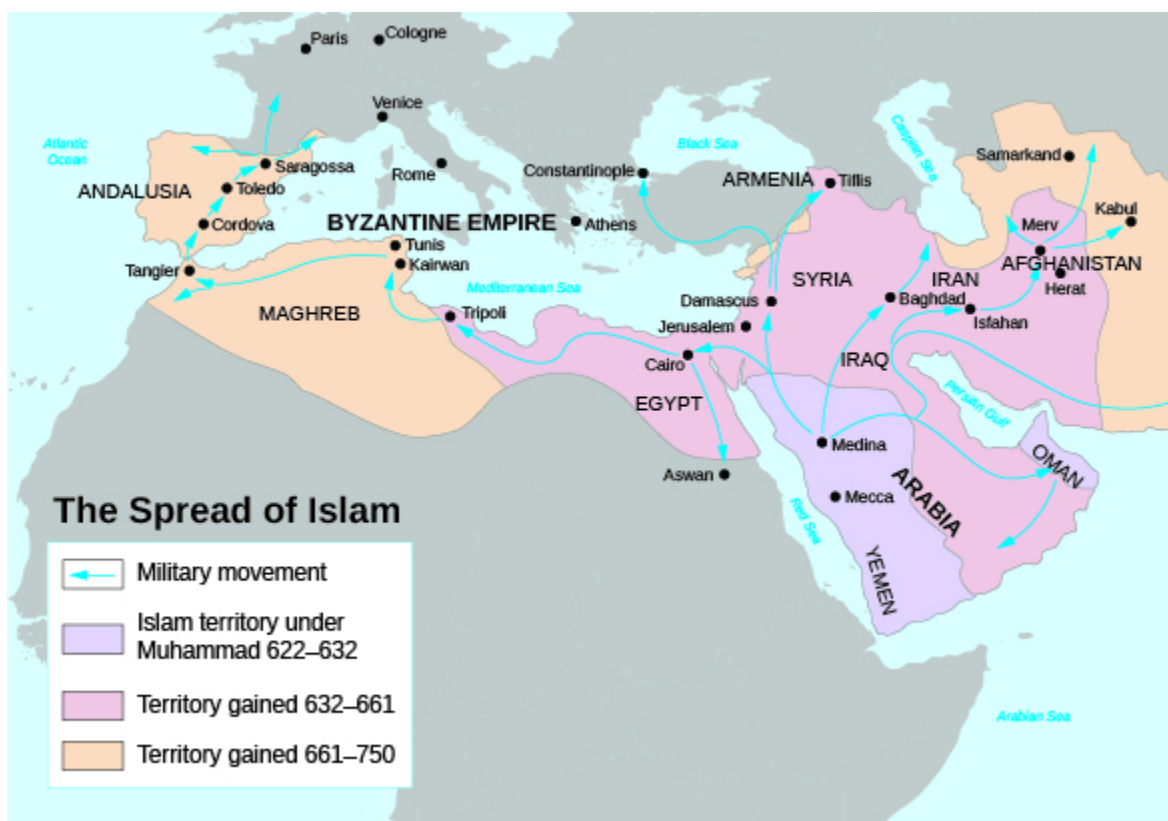 Paris
Cologne
Venice
Atlantic
Ocean
Black Sea
Caspian Sea
Samarkand
Saragossa
Rome
Constantinople
ARMENIA
Tiflis
ANDALUSIA
Toledo
Kabul
Cordova
BYZANTINE EMPIRE
Athens
Merv
Tunis
Kairwan
Tangier
SYRIA
IRAN
AFGHANISTAN
Herat
Mediterranean Sea
Damascus
Baghdad
MAGHREB
Tripoli
Jerusalem
Isfahan
Cairo
IRAQ
EGYPT
persian Gulf
Medina
OMAN
Aswan
Mecca
ARABIA
Red Sea
YEMEN
Arabian Sea
The Spread of Islam
Military movement
Islam territory under
Muhammad 622–632
Territory gained 632–661
Territory gained 661–750